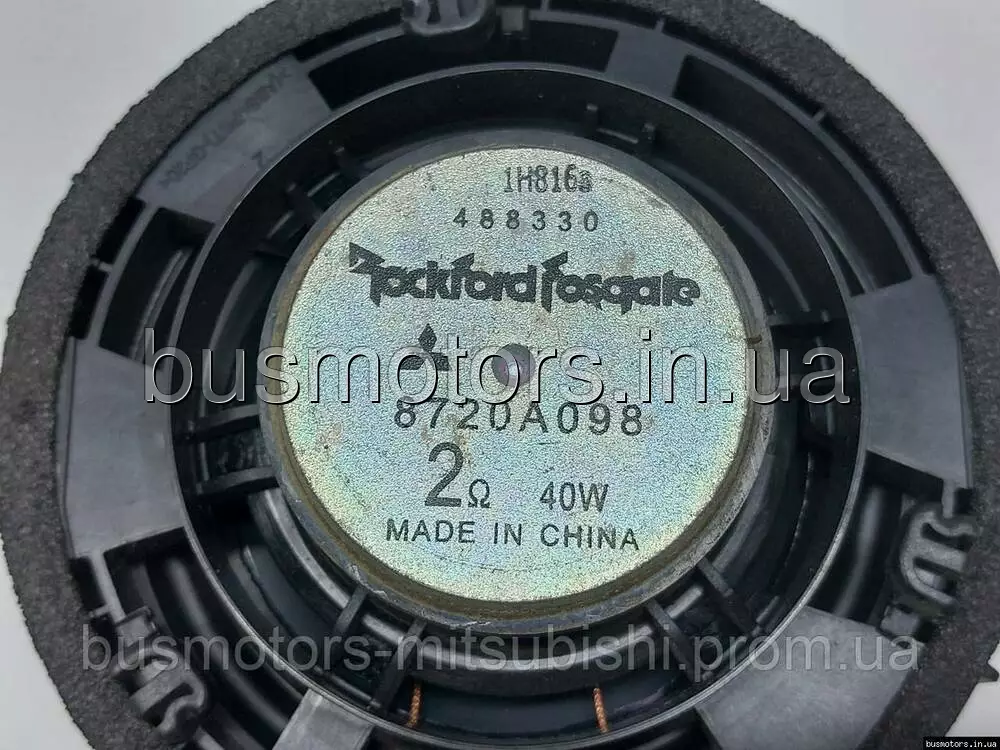 1H816a
488330
Rockford Fosgate
busmotors.in.ua
8720A098
2Ω 40W
MADE IN CHINA
busmotors-mitsubishi.prom.ua
busmotors.in.ua